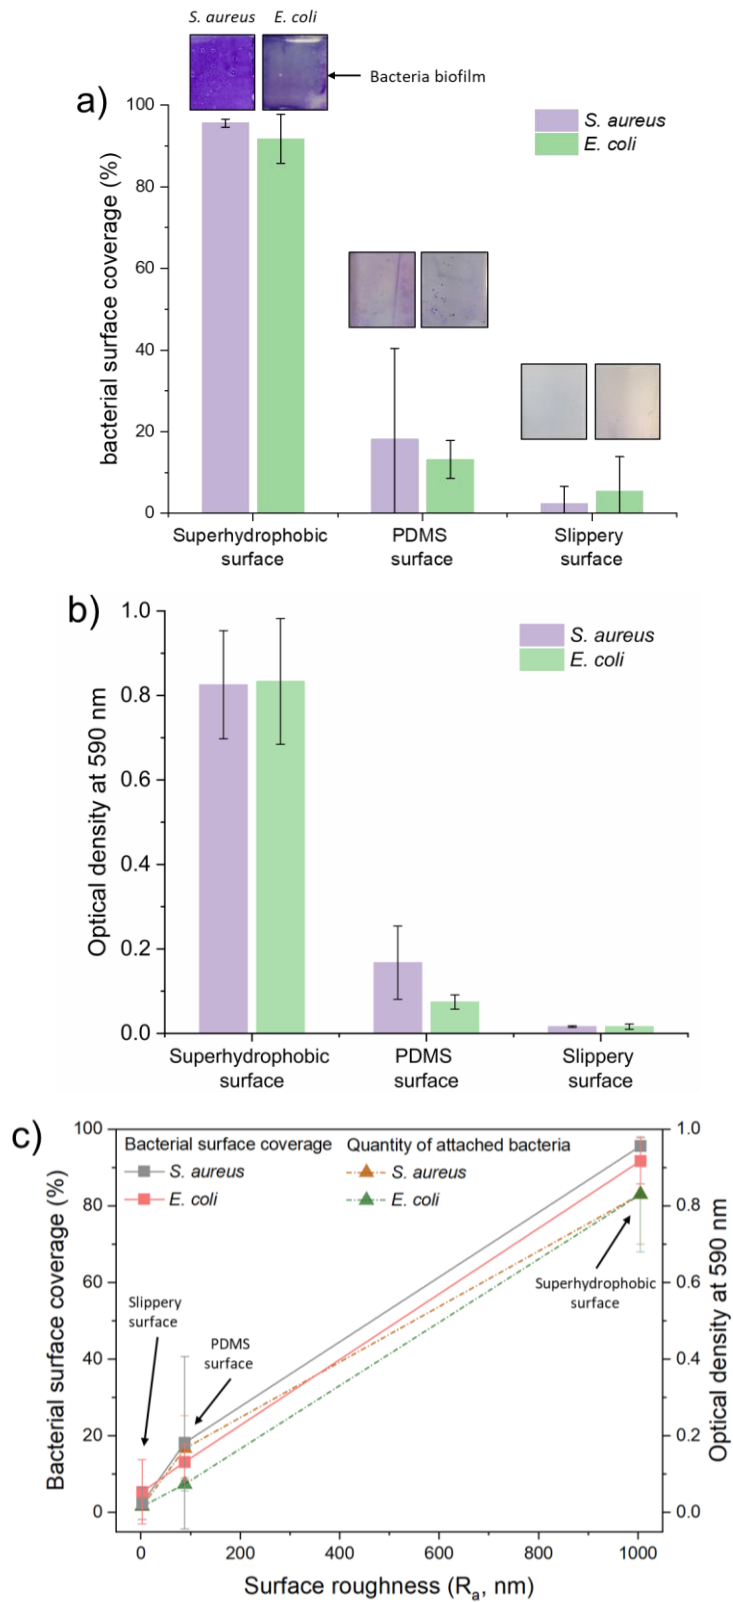 S. aureus E. coli
Bacteria biofilm
a)
S. aureus
E. coli
bacterial surface coverage (%)
100
80
60
40
20
0
Superhydrophobic surface
PDMS surface
Slippery surface
b)
S. aureus
E. coli
Optical density at 590 nm
1.0
0.8
0.6
0.4
0.2
0.0
Superhydrophobic surface
PDMS surface
Slippery surface
c)
Bacterial surface coverage
S. aureus
E. coli
Quantity of attached bacteria
S. aureus
E. coli
Bacterial surface coverage (%)
100
80
60
40
20
0
Slippery
surface
PDMS
surface
Superhydrophobic
surface
1.0
0.8
0.6
0.4
0.2
0.0
Optical density at 590 nm
0 200 400 600 800 1000
Surface roughness (Ra, nm)